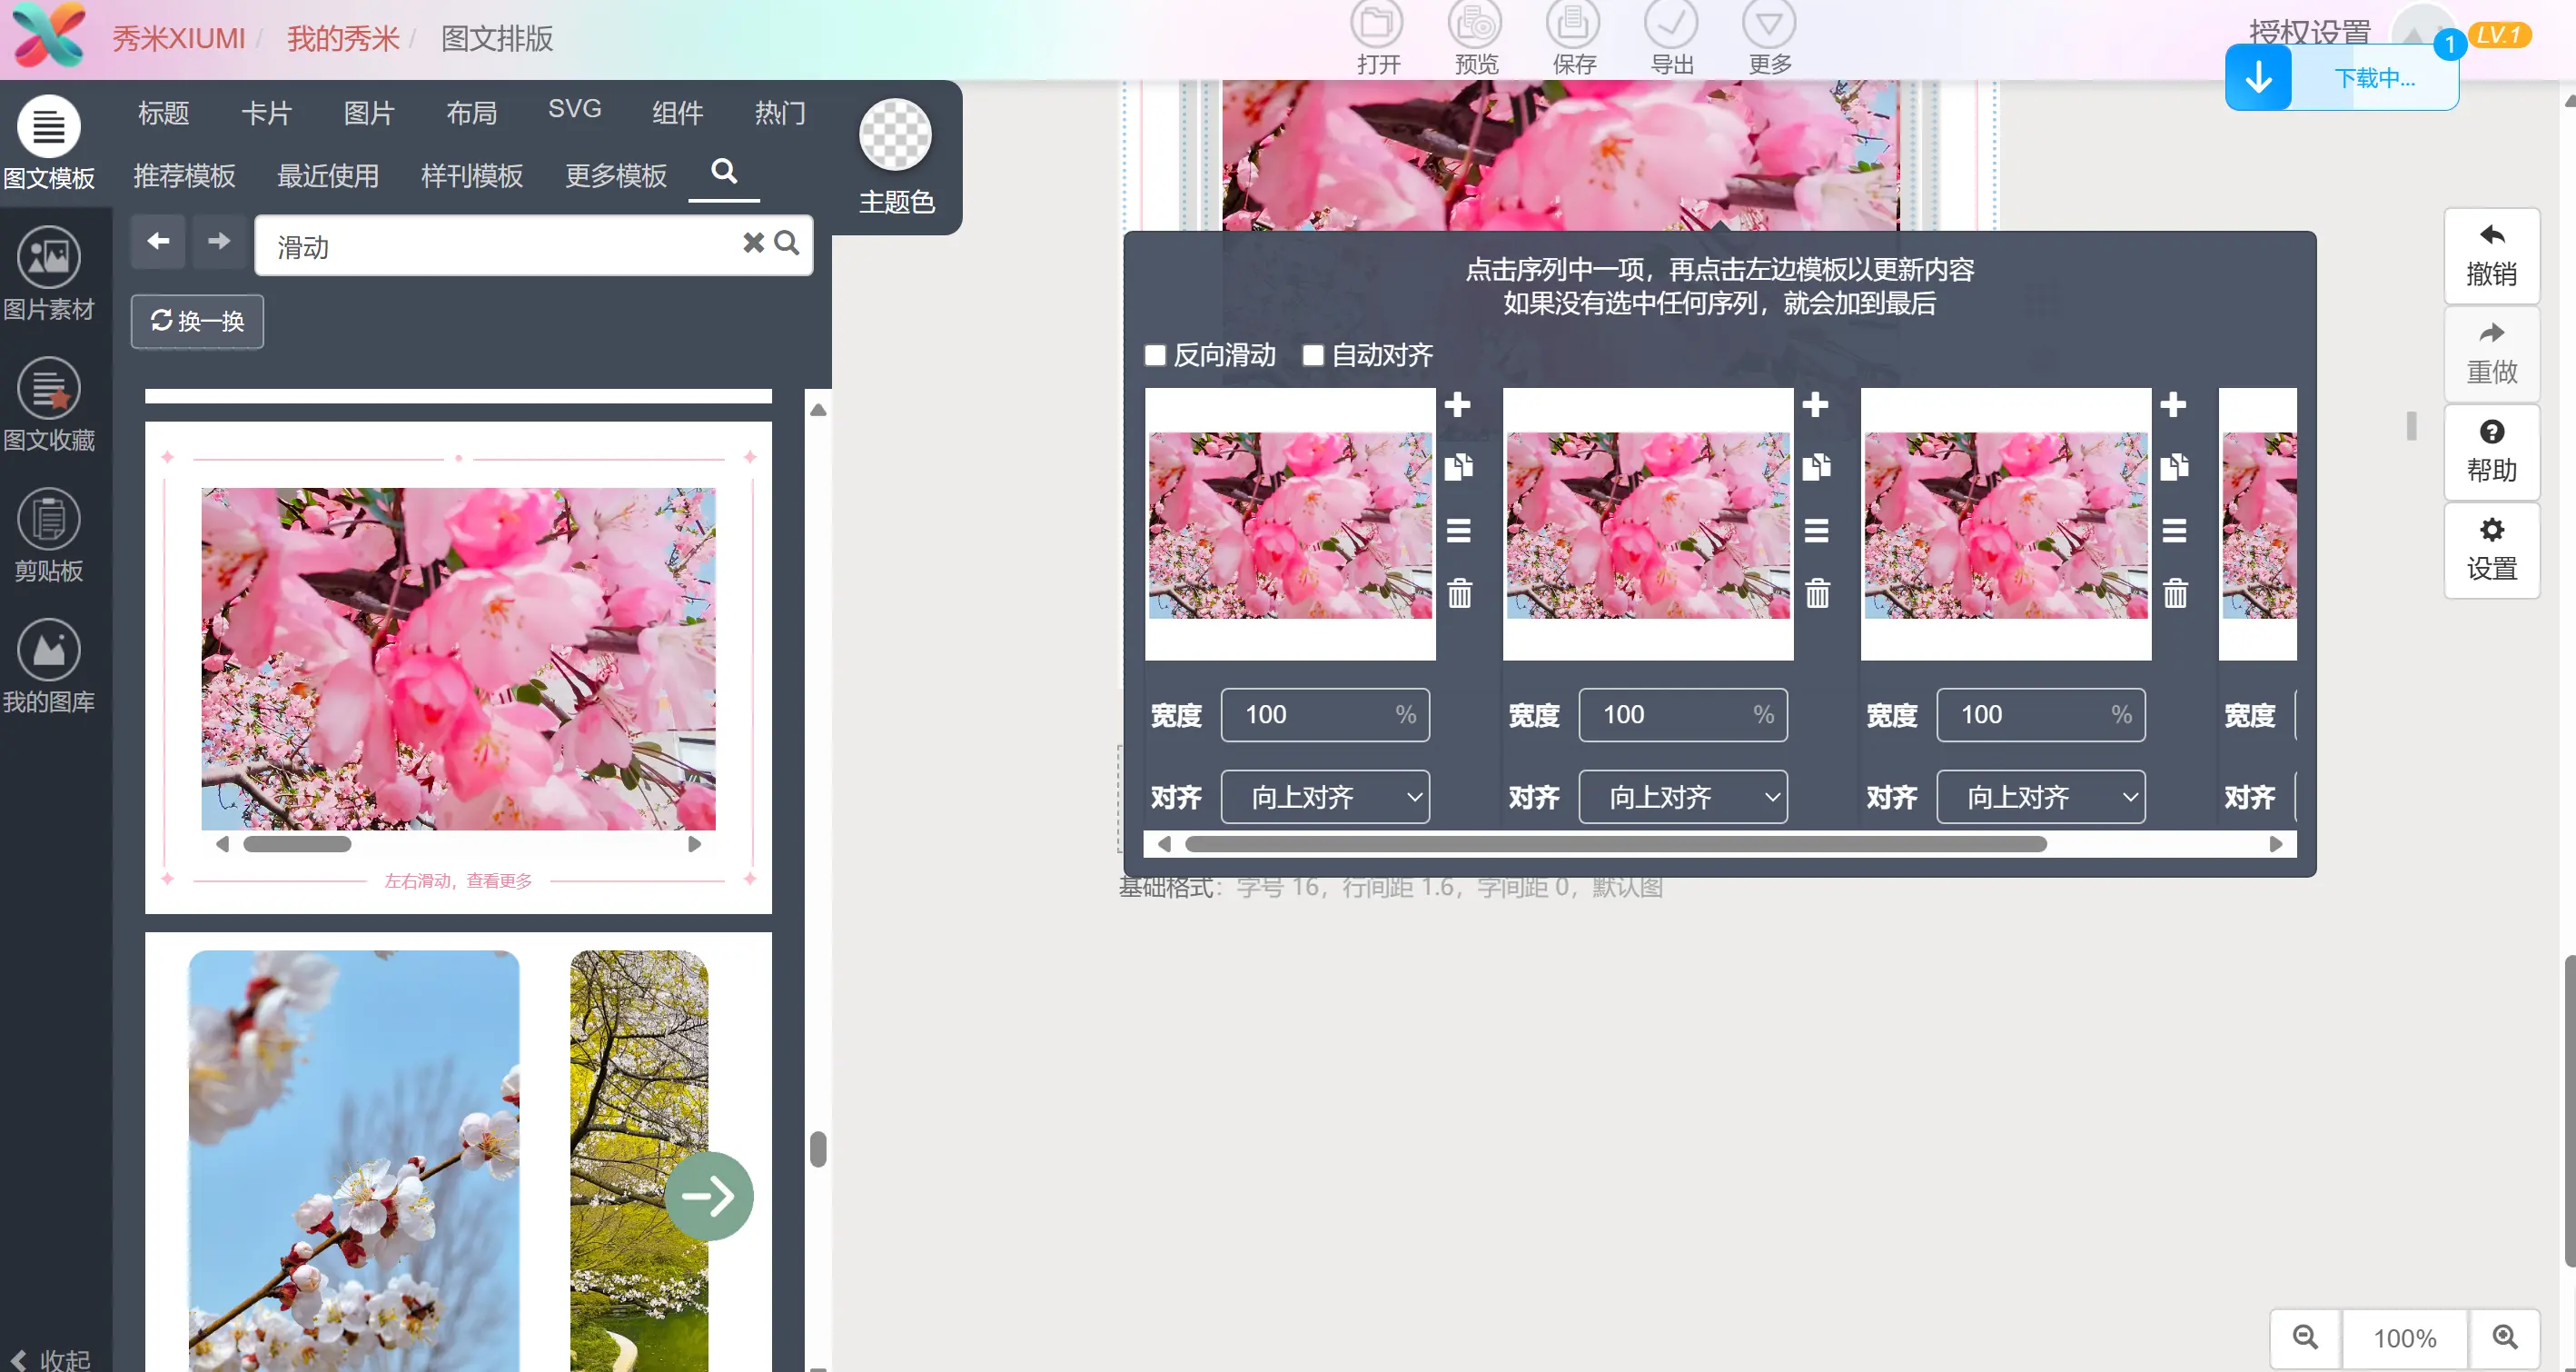 秀米XIUMI / 我的秀米 / 图文排版
打开
预览
保存
导出
更多
授权设置
LV.1
1
下载中...
图文模板
图片素材
图文收藏
剪贴板
我的图库
收起
标题 卡片 图片 布局 SVG 组件 热门
推荐模板 最近使用 样刊模板 更多模板
主题色
滑动
换一换
左右滑动，查看更多
点击序列中一项，再点击左边模板以更新内容
如果没有选中任何序列，就会加到最后
反向滑动 自动对齐
宽度 100 % 宽度 100 % 宽度 100 % 宽度
对齐 向上对齐 对齐 向上对齐 对齐 向上对齐 对齐
基础格式：字号 16，行间距 1.6，字间距 0，默认图
撤销
重做
帮助
设置
100%